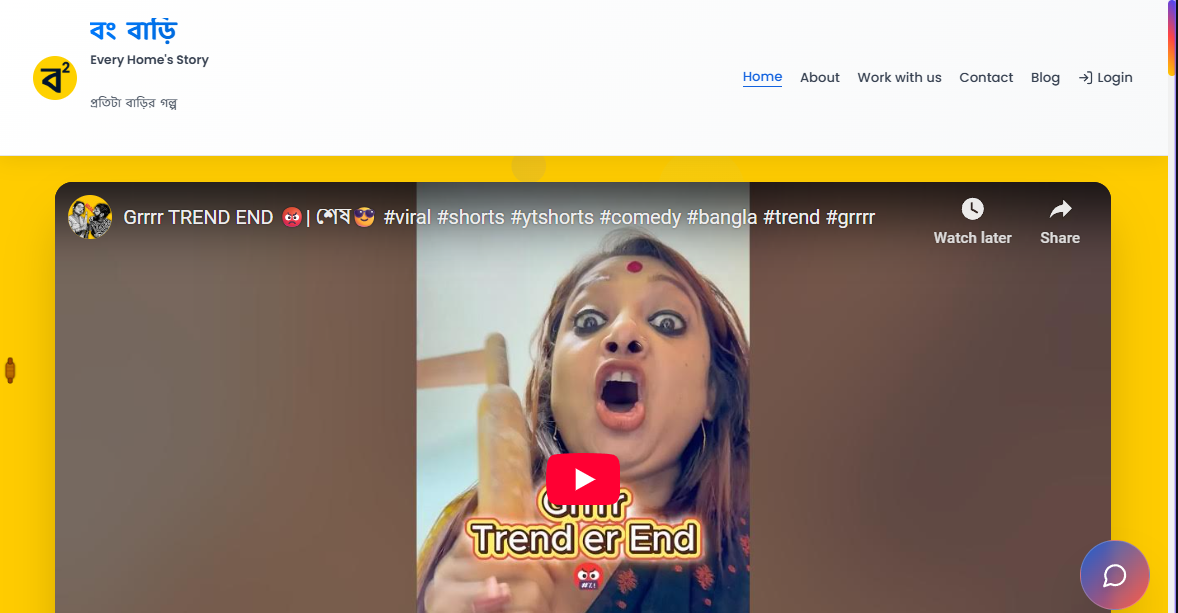 বং বাড়ি
Every Home's Story
ব²
প্রতিটা বাড়ির গল্প
Home About Work with us Contact Blog Login
Grrrr TREND END 😡| শেষ😎 #viral #shorts #ytshorts #comedy #bangla #trend #grrrr
Watch later Share
Grrrr
Trend er End